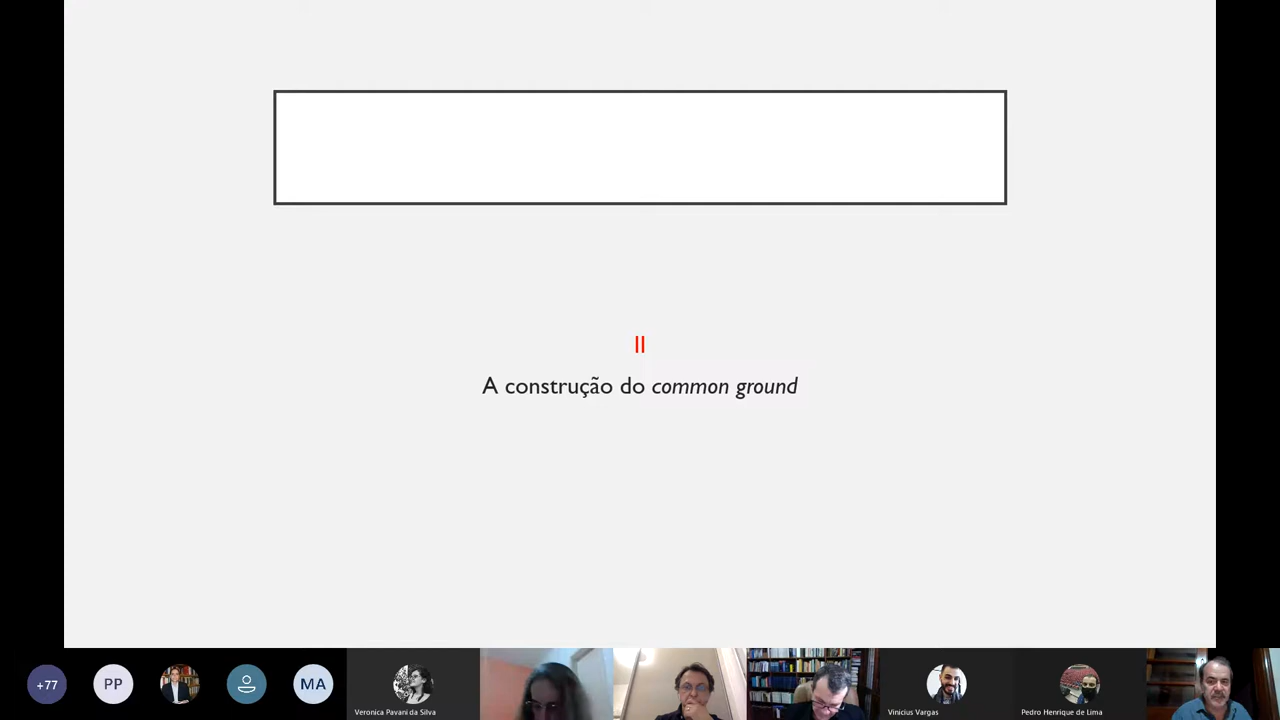 II
A construção do common ground
+77
PP
MA
Veronica Pavani da Silva
Vinicius Vargas
Pedro Henrique de Lima